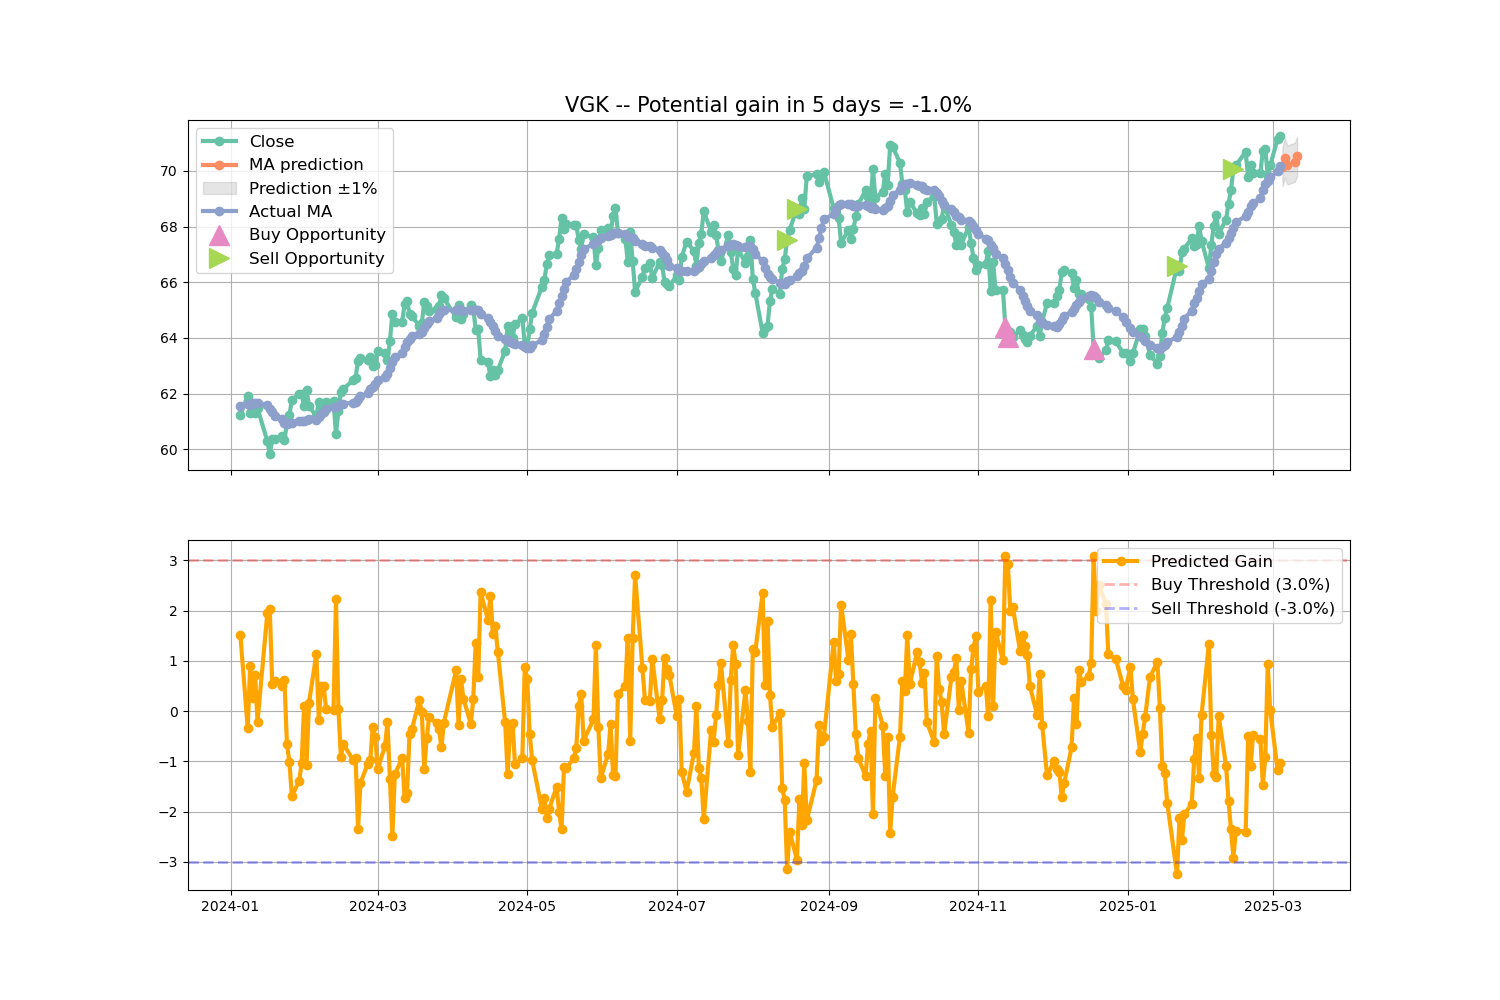 VGK -- Potential gain in 5 days = -1.0%
Close
MA prediction
Prediction ±1%
Actual MA
Buy Opportunity
Sell Opportunity
70
68
66
64
62
60
Predicted Gain
Buy Threshold (3.0%)
Sell Threshold (-3.0%)
3
2
1
0
−1
−2
−3
2024-01
2024-03
2024-05
2024-07
2024-09
2024-11
2025-01
2025-03